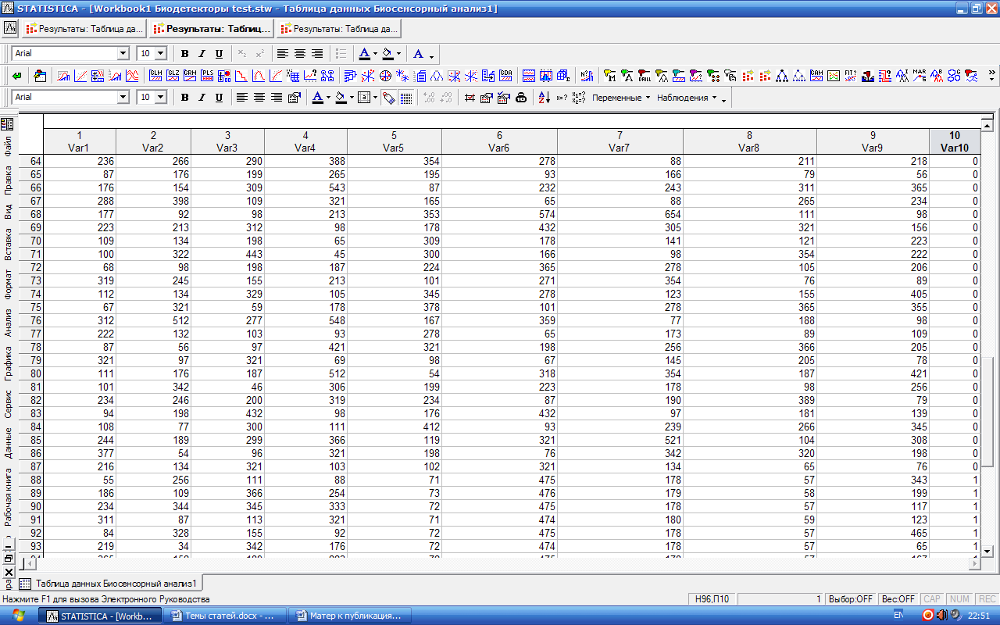 STATISTICA - [Workbook1 Биодетекторы test.stw - Таблица данных Биосенсорный анализ1]
Результаты: Таблица да... Результаты: Таблиц... Результаты: Таблица да...
Arial 10 B I U
GLM GLZ GRM PLS GDA
Arial 10 B I U Переменные Наблюдения
Файл
Правка
Вид
Вставка
Формат
Анализ
Графика
Сервис
Данные
Рабочая книга
1 2 3 4 5 6 7 8 9 10
Var1 Var2 Var3 Var4 Var5 Var6 Var7 Var8 Var9 Var10
64 236 266 290 388 354 278 88 211 218 0
65 87 176 199 265 195 93 166 79 56 0
66 176 154 309 543 87 232 243 311 365 0
67 288 398 109 321 165 65 88 265 234 0
68 177 92 98 213 353 574 654 111 98 0
69 223 213 312 98 178 432 305 321 156 0
70 109 134 198 65 309 178 141 121 223 0
71 100 322 443 45 300 166 98 354 222 0
72 68 98 198 187 224 365 278 105 206 0
73 319 245 155 213 101 271 354 76 89 0
74 112 134 329 105 345 123 155 405 0
75 67 321 59 178 378 101 278 365 355 0
76 312 512 277 548 167 359 77 188 98 0
77 222 132 103 93 278 65 173 89 109 0
78 87 56 97 421 321 198 256 366 205 0
79 321 97 321 69 98 67 145 205 78 0
80 111 176 187 512 54 318 354 187 421 0
81 101 342 46 306 199 223 178 98 256 0
82 234 246 200 319 234 87 190 389 79 0
83 94 198 432 98 176 432 97 181 139 0
84 108 77 300 111 412 93 239 266 345 0
85 244 189 299 366 119 321 521 104 308 0
86 377 54 96 321 198 76 342 320 198 0
87 216 134 321 103 102 321 134 65 76 0
88 55 256 111 88 71 475 178 57 343 1
89 186 109 366 254 73 476 179 58 199 1
90 234 344 345 333 72 475 178 57 117 1
91 311 87 113 321 71 474 180 59 123 1
92 84 328 155 92 72 475 178 57 465 1
93 219 34 342 176 72 474 178 57 65 1
Таблица данных Биосенсорный анализ1
Нажмите F1 для вызова Электронного Руководства Н96,П10 1 Выбор:OFF Вес:OFF CAP NUM REC
STATISTICA - [Workb... Темы статей.docx - ... Матер к публикация... EN 22:51